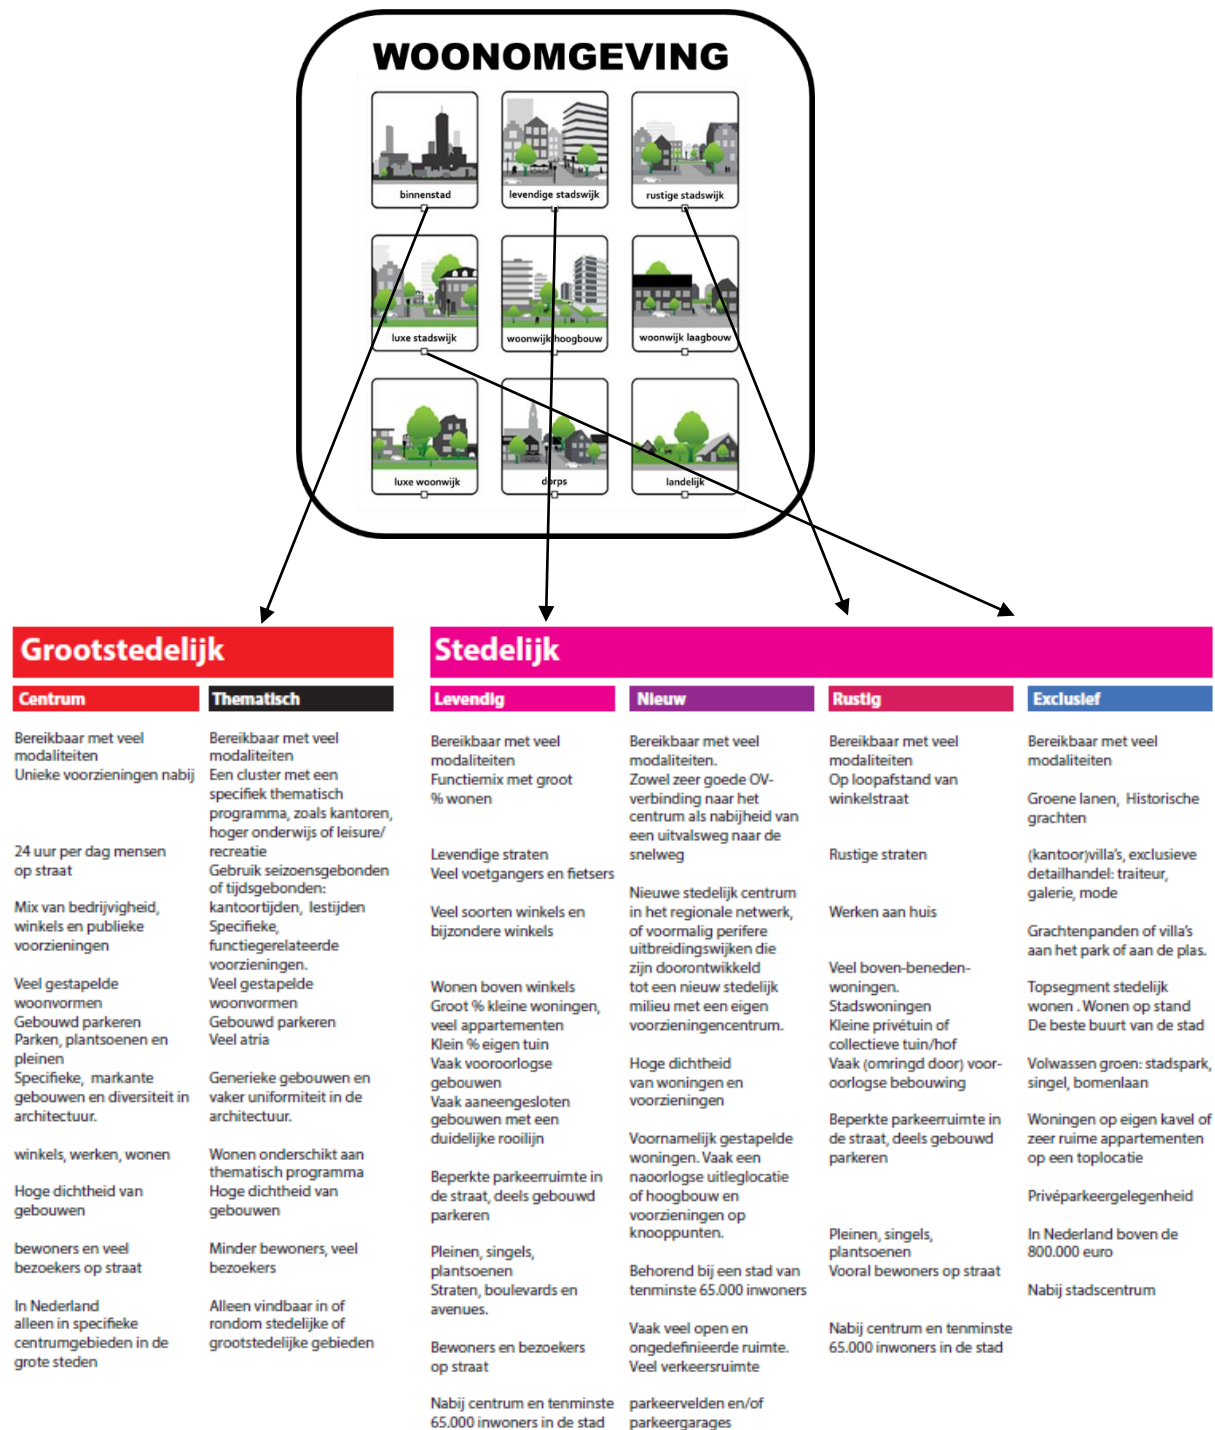 WOONOMGEVING
binnenstad
levendige stadswijk
rustige stadswijk
luxe stadswijk
woonwijk hoogbouw
woonwijk laagbouw
luxe woonwijk
dorps
landelijk
Grootstedelijk
Centrum
Bereikbaar met veel
modaliteiten
Unieke voorzieningen nabij
24 uur per dag mensen
op straat
Mix van bedrijvigheid,
winkels en publieke
voorzieningen
Veel gestapelde
woonvormen
Gebouwd parkeren
Parken, plantsoenen en
pleinen
Specifieke, markante
gebouwen en diversiteit in
architectuur.
winkels, werken, wonen
Hoge dichtheid van
gebouwen
bewoners en veel
bezoekers op straat
In Nederland
alleen in specifieke
centrumgebieden in de
grote steden
Thematisch
Bereikbaar met veel
modaliteiten
Een cluster met een
specifiek thematisch
programma, zoals kantoren,
hoger onderwijs of leisure/
recreatie
Gebruik seizoensgebonden
of tijdsgebonden:
kantoortijden, lestijden
Specifieke,
functiegerelateerde
voorzieningen.
Veel gestapelde
woonvormen
Gebouwd parkeren
Veel atria
Generieke gebouwen en
vaker uniformiteit in de
architectuur.
Wonen onderschikt aan
thematisch programma
Hoge dichtheid van
gebouwen
Minder bewoners, veel
bezoekers
Alleen vindbaar in of
rondom stedelijke of
grootstedelijke gebieden
Stedelijk
Levendig
Bereikbaar met veel
modaliteiten
Functiemix met groot
% wonen
Levendige straten
Veel voetgangers en fietsers
Veel soorten winkels en
bijzondere winkels
Wonen boven winkels
Groot % kleine woningen,
veel appartementen
Klein % eigen tuin
Vaak vooroorlogse
gebouwen
Vaak aaneengesloten
gebouwen met een
duidelijke rooilijn
Beperkte parkeerruimte in
de straat, deels gebouwd
parkeren
Pleinen, singels,
plantsoenen
Straten, boulevards en
avenues.
Bewoners en bezoekers
op straat
Nabij centrum en tenminste
65.000 inwoners in de stad
Nieuw
Bereikbaar met veel
modaliteiten.
Zowel zeer goede OV-
verbinding naar het
centrum als nabijheid van
een uitvalsweg naar de
snelweg
Nieuwe stedelijk centrum
in het regionale netwerk,
of voormalig perifere
uitbreidingswijken die
zijn doorontwikkeld
tot een nieuw stedelijk
milieu met een eigen
voorzieningencentrum.
Hoge dichtheid
van woningen en
voorzieningen
Voornamelijk gestapelde
woningen. Vaak een
naoorlogse uitleglocatie
of hoogbouw en
voorzieningen op
knooppunten.
Behorend bij een stad van
tenminste 65.000 inwoners
Vaak veel open en
ongedefinieerde ruimte.
Veel verkeersruimte
parkeervelden en/of
parkeergarages
Rustig
Bereikbaar met veel
modaliteiten
Op loopafstand van
winkelstraat
Rustige straten
Werken aan huis
Veel boven-beneden-
woningen.
Stadswoningen
Kleine privétuin of
collectieve tuin/hof
Vaak (omringd door) voor-
oorlogse bebouwing
Beperkte parkeerruimte in
de straat, deels gebouwd
parkeren
Pleinen, singels,
plantsoenen
Vooral bewoners op straat
Nabij centrum en tenminste
65.000 inwoners in de stad
Exclusief
Bereikbaar met veel
modaliteiten
Groene lanen, Historische
grachten
(kantoor)villa's, exclusieve
detailhandel: traiteur,
galerie, mode
Grachtenpanden of villa's
aan het park of aan de plas.
Topsegment stedelijk
wonen . Wonen op stand
De beste buurt van de stad
Volwassen groen: stadspark,
singel, bomenlaan
Woningen op eigen kavel of
zeer ruime appartementen
op een toplocatie
Privéparkeergelegenheid
In Nederland boven de
800.000 euro
Nabij stadscentrum